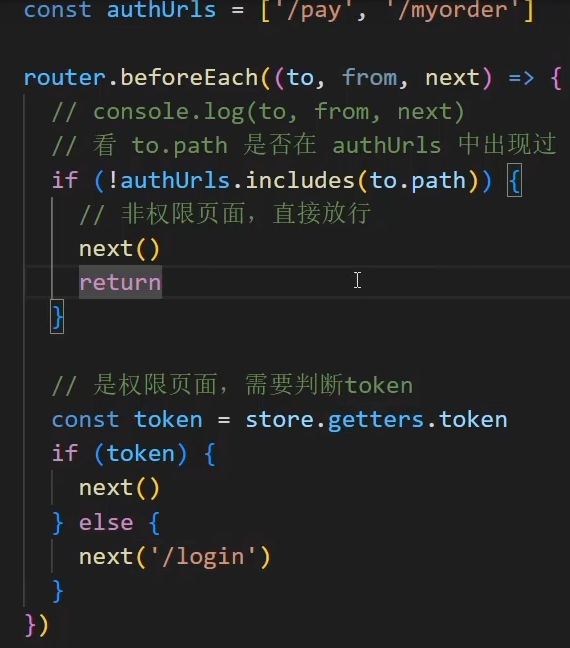 const authUrls = ['/pay', '/myorder']
router.beforeEach((to, from, next) => {
// console.log(to, from, next)
// 看 to.path 是否在 authUrls 中出现过
if (!authUrls.includes(to.path)) {
// 非权限页面，直接放行
next()
return
}
// 是权限页面，需要判断token
const token = store.getters.token
if (token) {
next()
} else {
next('/login')
}
})